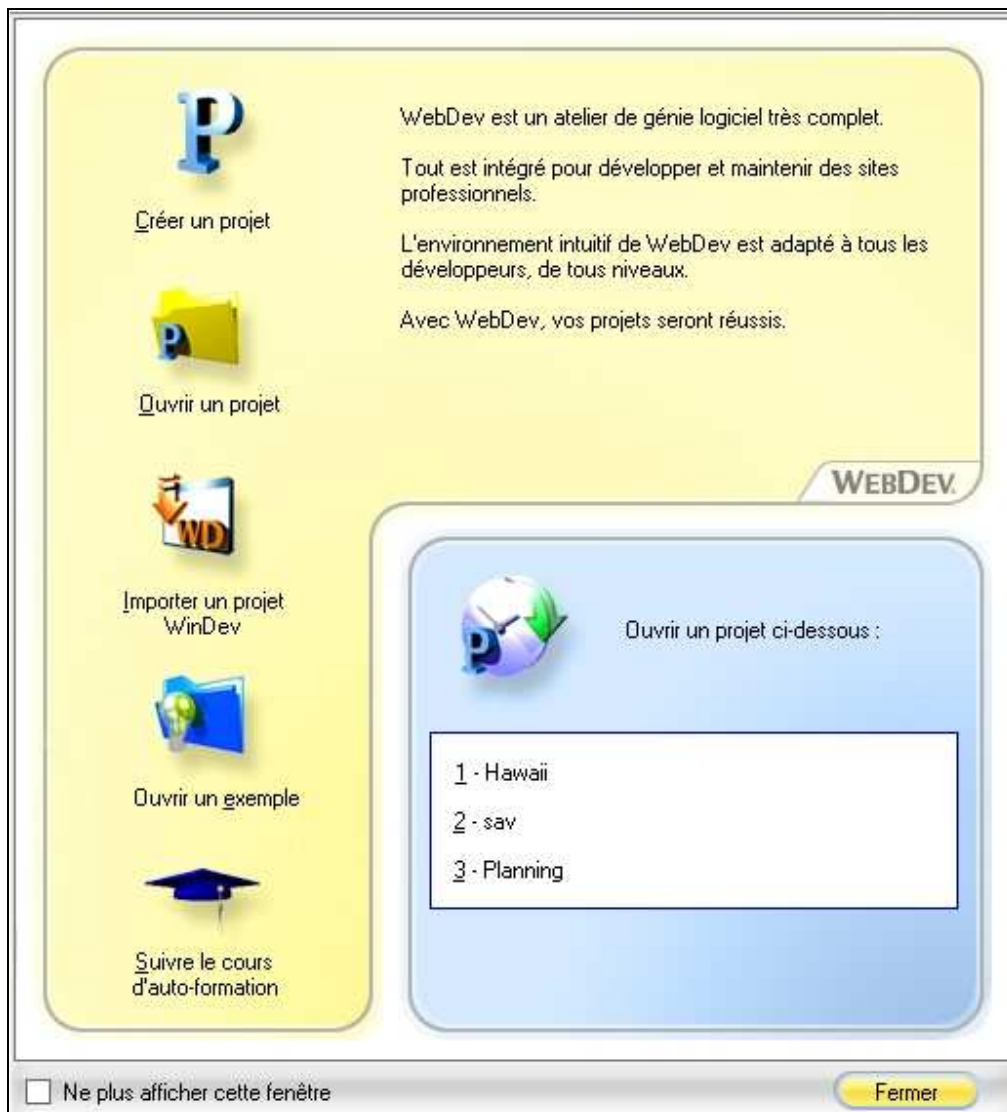 P
Créer un projet
WebDev est un atelier de génie logiciel très complet.
Tout est intégré pour développer et maintenir des sites
professionnels.
L'environnement intuitif de WebDev est adapté à tous les
développeurs, de tous niveaux.
Avec WebDev, vos projets seront réussis.
P
Ouvrir un projet
WEBDEV.
WD
Importer un projet
WinDev
Ouvrir un exemple
Suivre le cours
d'auto-formation
P
Ouvrir un projet ci-dessous :
1 - Hawaii
2 - sav
3 - Planning
Ne plus afficher cette fenêtre
Fermer